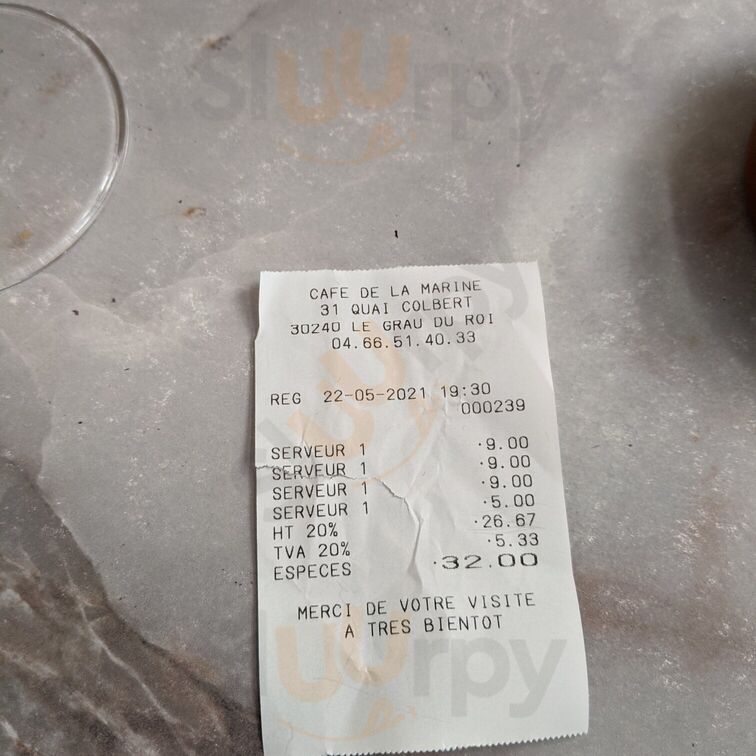 Sluurpy
CAFE DE LA MARINE
31 QUAI COLBERT
30240 LE GRAU DU ROI
04.66.51.40.33
REG 22-05-2021 19:30
000239
SERVEUR 1 ·9.00
SERVEUR 1 ·9.00
SERVEUR 1 ·9.00
SERVEUR 1 ·5.00
HT 20% ·26.67
TVA 20% ·5.33
ESPECES ·32.00
MERCI DE VOTRE VISITE
A TRES BIENTOT
Sluurpy